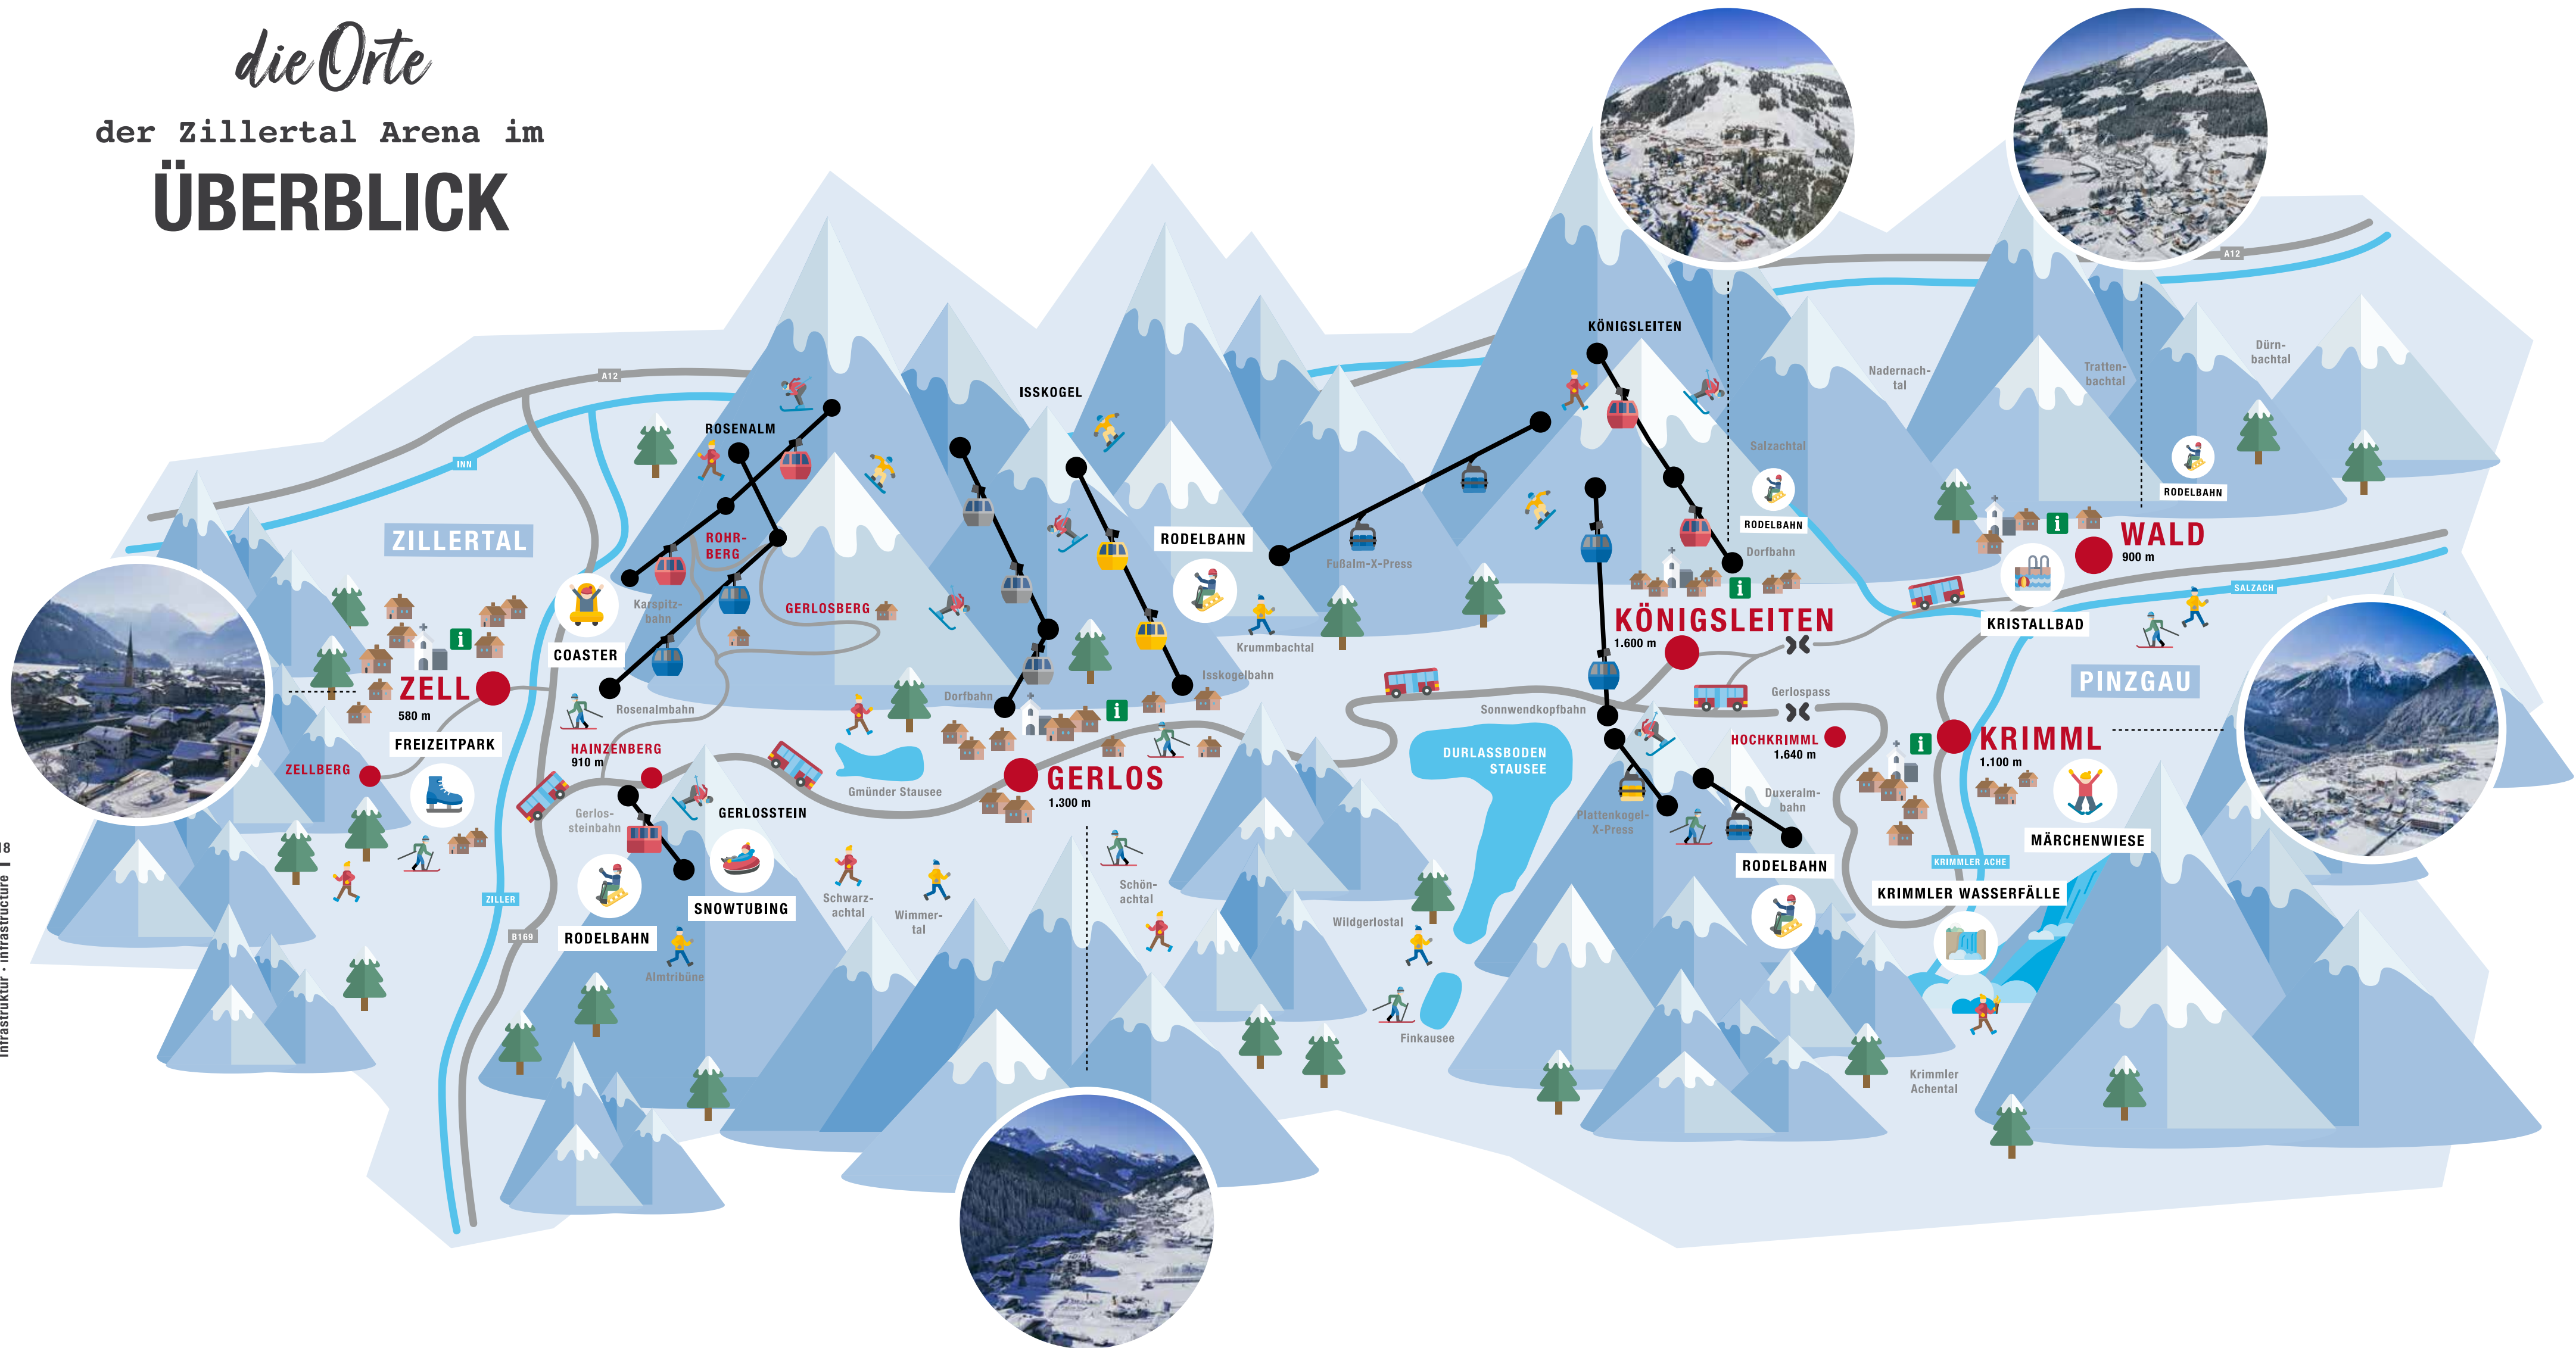 die Orte
der Zillertal Arena im
ÜBERBLICK
A12
A12
INN
ZILLERTAL
ROSENALM
ISSKOGEL
KÖNIGSLEITEN
Nadernach-
tal
Tratten-
bachtal
Dürn-
bachtal
Salzachtal
RODELBAHN
RODELBAHN
ROHR-
BERG
RODELBAHN
Fußalm-X-Press
Dorfbahn
WALD
900 m
SALZACH
Karspitz-
bahn
GERLOSBERG
COASTER
Krummbachtal
KÖNIGSLEITEN
1.600 m
KRISTALLBAD
ZELL
580 m
Rosenalmbahn
Dorfbahn
Isskogelbahn
Sonnwendkopfbahn
Gerlospass
PINZGAU
FREIZEITPARK
ZELLBERG
HAINZENBERG
910 m
Gmünder Stausee
GERLOS
1.300 m
DURLASSBODEN
STAUSEE
HOCHKRIMML
1.640 m
KRIMML
1.100 m
Gerlos-
steinbahn
GERLOSSTEIN
Plattenkogel-
X-Press
Duxeralm-
bahn
MÄRCHENWIESE
RODELBAHN
KRIMMLER ACHE
KRIMMLER WASSERFÄLLE
ZILLER
B169
SNOWTUBING
RODELBAHN
Almtribüne
Schwarz-
achtal
Wimmer-
tal
Schön-
achtal
Wildgerlostal
Finkausee
Krimmler
Achental
18
Infrastruktur · infrastructure